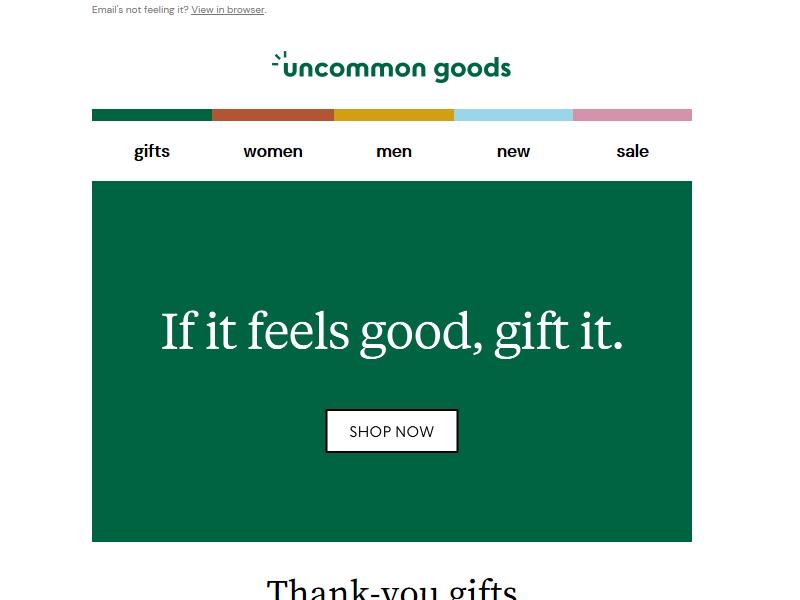 Email's not feeling it? View in browser.
uncommon goods
gifts women men new sale
If it feels good, gift it.
SHOP NOW
Thank-you gifts